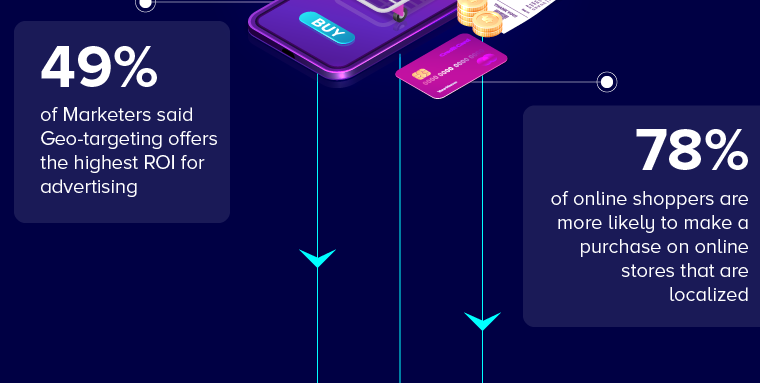 BUY
49%
of Marketers said
Geo-targeting offers
the highest ROI for
advertising
78%
of online shoppers are
more likely to make a
purchase on online
stores that are
localized